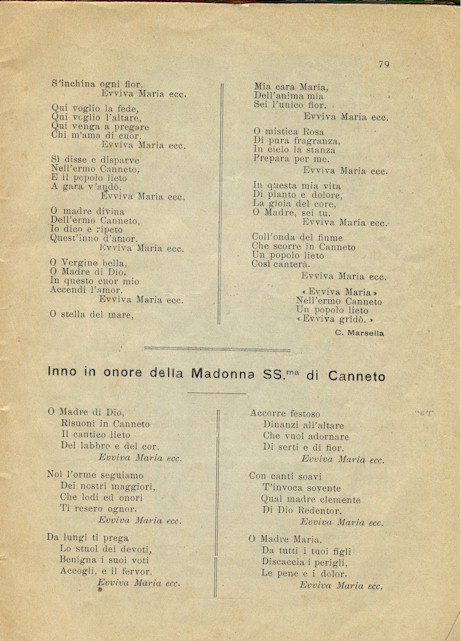 79
S'inchina ogni fior.
Evviva Maria ecc.
Qui voglio la fede,
Qui voglio l'altare,
Qui venga a pregare
Chi m'ama di cuor.
Evviva Maria ecc.
Sì disse e disparve
Nell'ermo Canneto,
E il popolo lieto
A gara v'andò.
Evviva Maria ecc.
O madre divina
Dell'ermo Canneto,
Io dico e ripeto
Quest'inno d'amor.
Evviva Maria ecc.
O Vergine bella,
O Madre di Dio,
In questo cuor mio
Accendi l'amor.
Evviva Maria ecc.
O stella del mare,
Mia cara Maria,
Dell'anima mia
Sei l'unico fior.
Evviva Maria ecc.
O mistica Rosa
Di pura fragranza,
In cielo la stanza
Prepara per me.
Evviva Maria ecc.
In questa mia vita
Di pianto e dolore,
La gioia del core,
O Madre, sei tu.
Evviva Maria ecc.
Coll'onda del fiume
Che scorre in Canneto
Un popolo lieto
Così canterà.
Evviva Maria ecc.
« Evviva Maria»
Nell'ermo Canneto
Un popolo lieto
« Evviva gridò. »
C. Marsella
Inno in onore della Madonna SS.ma di Canneto
O Madre di Dio,
Risuoni in Canneto
Il cantico lieto
Del labbro e del cor.
Evviva Maria ecc.
Noi l'orme seguiamo
Dei nostri maggiori,
Che lodi ed onori
Ti resero ognor.
Evviva Maria ecc.
Da lungi ti prega
Lo stuol dei devoti,
Benigna i suoi voti
Accogli, e il fervor.
Evviva Maria ecc.
Accorre festoso
Dinanzi all'altare
Che vuol adornare
Di serti e di fior.
Evviva Maria ecc.
Con canti soavi
T'invoca sovente
Qual madre clemente
Di Dio Redentor.
Evviva Maria ecc.
O Madre Maria.
Da tutti i tuoi figli
Discaccia i perigli,
Le pene e i dolor.
Evviva Maria ecc.